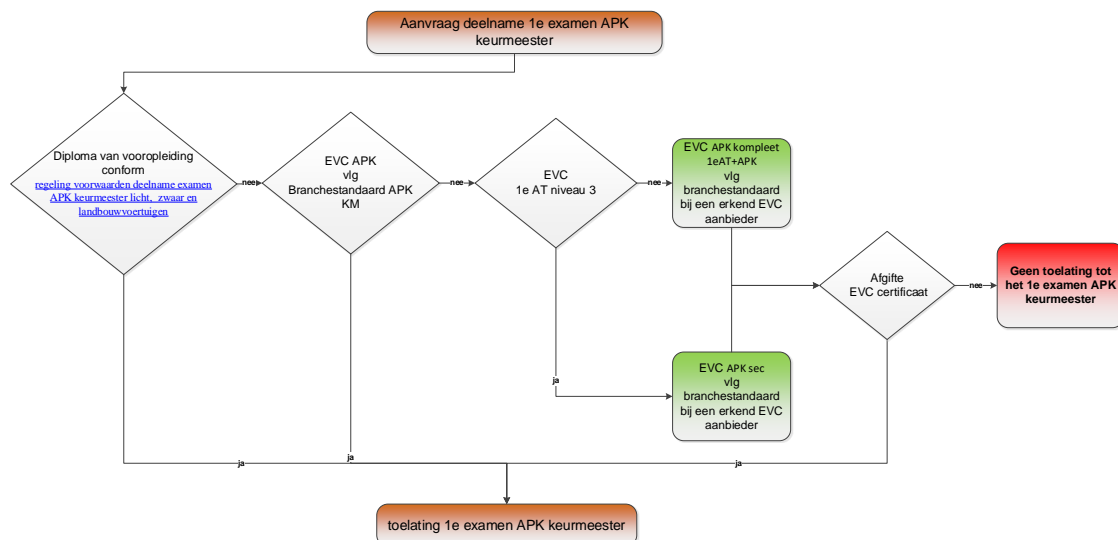 Aanvraag deelname 1e examen APK
keurmeester
Diploma van vooropleiding
conform
regeling voorwaarden deelname examen
APK keurmeester licht, zwaar en
landbouwvoertuigen
nee
EVC APK
vlg
Branchestandaard APK
KM
nee
EVC
1e AT niveau 3
nee
EVC APK kompleet
1eAT+APK
vlg
branchestandaard
bij een erkend EVC
aanbieder
Afgifte
EVC certificaat
nee
Geen toelating tot
het 1e examen APK
keurmeester
ja
EVC APK sec
vlg
branchestandaard
bij een erkend EVC
aanbieder
ja
ja
ja
toelating 1e examen APK keurmeester